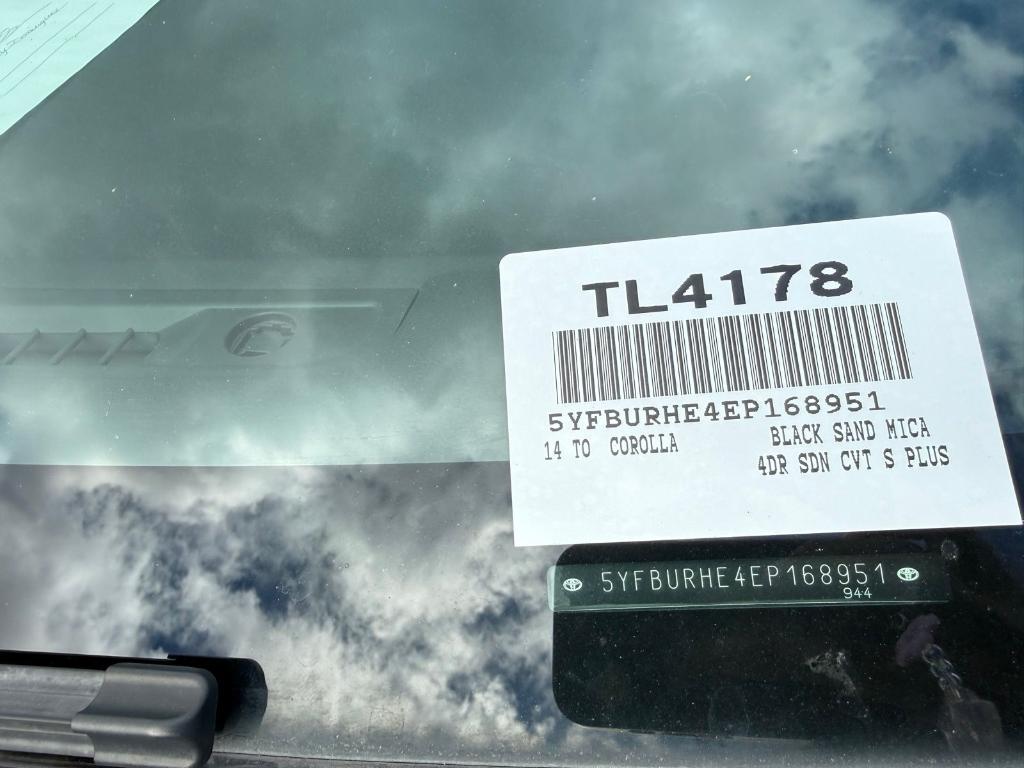 TL4178
5YFBURHE4EP168951
14 TO COROLLA BLACK SAND MICA
4DR SDN CVT S PLUS
5YFBURHE4EP168951
944